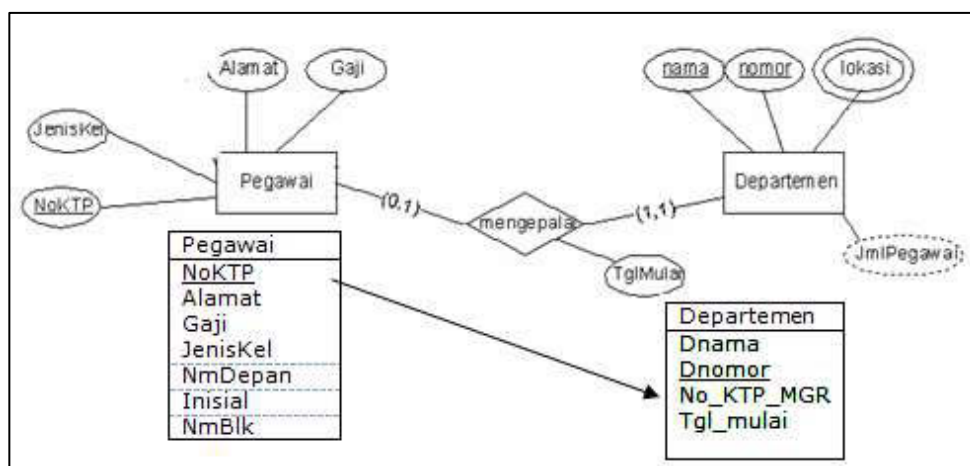 Alamat
Gaji
nama
nomor
lokasi
JenisKel
NoKTP
Pegawai
(0,1)
mengepalai
(1,1)
Departemen
TglMulai
JmlPegawai
Pegawai
NoKTP
Alamat
Gaji
JenisKel
NmDepan
Inisial
NmBlk
Departemen
Dnama
Dnomor
No_KTP_MGR
Tgl_mulai